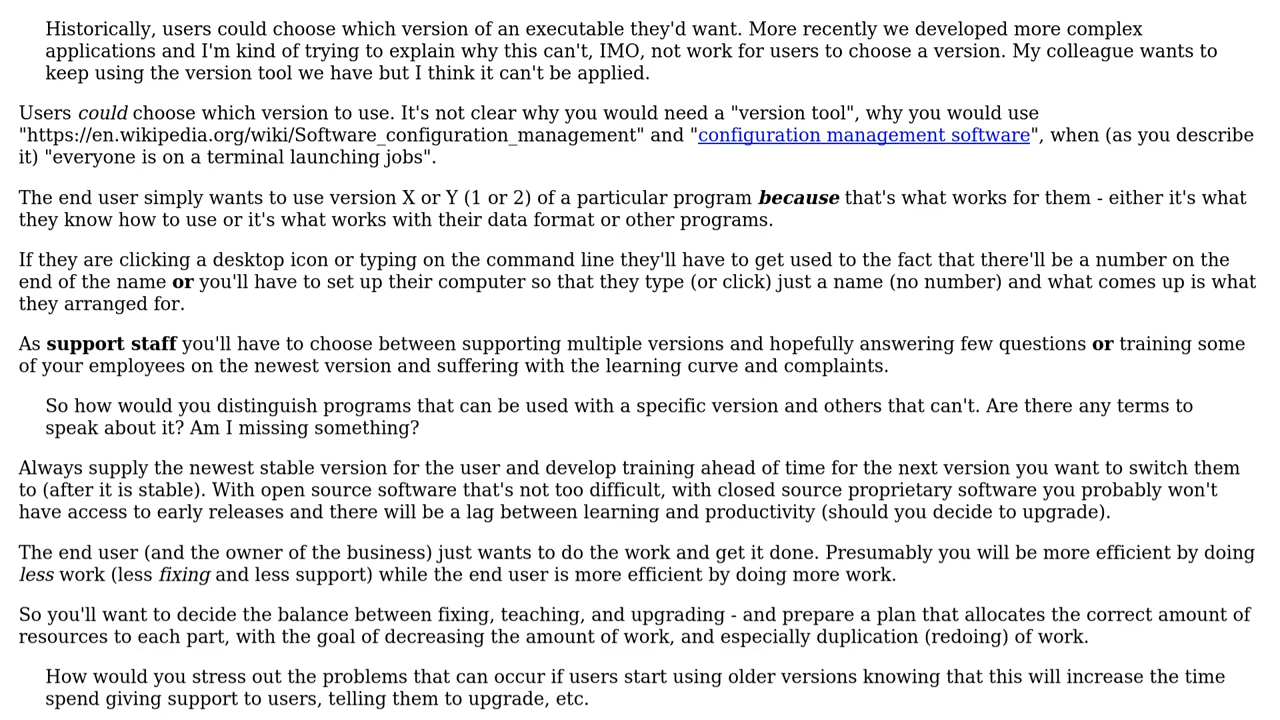 Historically, users could choose which version of an executable they'd want. More recently we developed more complex
applications and I'm kind of trying to explain why this can't, IMO, not work for users to choose a version. My colleague wants to
keep using the version tool we have but I think it can't be applied.
Users could choose which version to use. It's not clear why you would need a "version tool", why you would use
"https://en.wikipedia.org/wiki/Software_configuration_management" and "configuration management software", when (as you describe
it) "everyone is on a terminal launching jobs".
The end user simply wants to use version X or Y (1 or 2) of a particular program because that's what works for them - either it's what
they know how to use or it's what works with their data format or other programs.
If they are clicking a desktop icon or typing on the command line they'll have to get used to the fact that there'll be a number on the
end of the name or you'll have to set up their computer so that they type (or click) just a name (no number) and what comes up is what
they arranged for.
As support staff you'll have to choose between supporting multiple versions and hopefully answering few questions or training some
of your employees on the newest version and suffering with the learning curve and complaints.
So how would you distinguish programs that can be used with a specific version and others that can't. Are there any terms to
speak about it? Am I missing something?
Always supply the newest stable version for the user and develop training ahead of time for the next version you want to switch them
to (after it is stable). With open source software that's not too difficult, with closed source proprietary software you probably won't
have access to early releases and there will be a lag between learning and productivity (should you decide to upgrade).
The end user (and the owner of the business) just wants to do the work and get it done. Presumably you will be more efficient by doing
less work (less fixing and less support) while the end user is more efficient by doing more work.
So you'll want to decide the balance between fixing, teaching, and upgrading - and prepare a plan that allocates the correct amount of
resources to each part, with the goal of decreasing the amount of work, and especially duplication (redoing) of work.
How would you stress out the problems that can occur if users start using older versions knowing that this will increase the time
spend giving support to users, telling them to upgrade, etc.